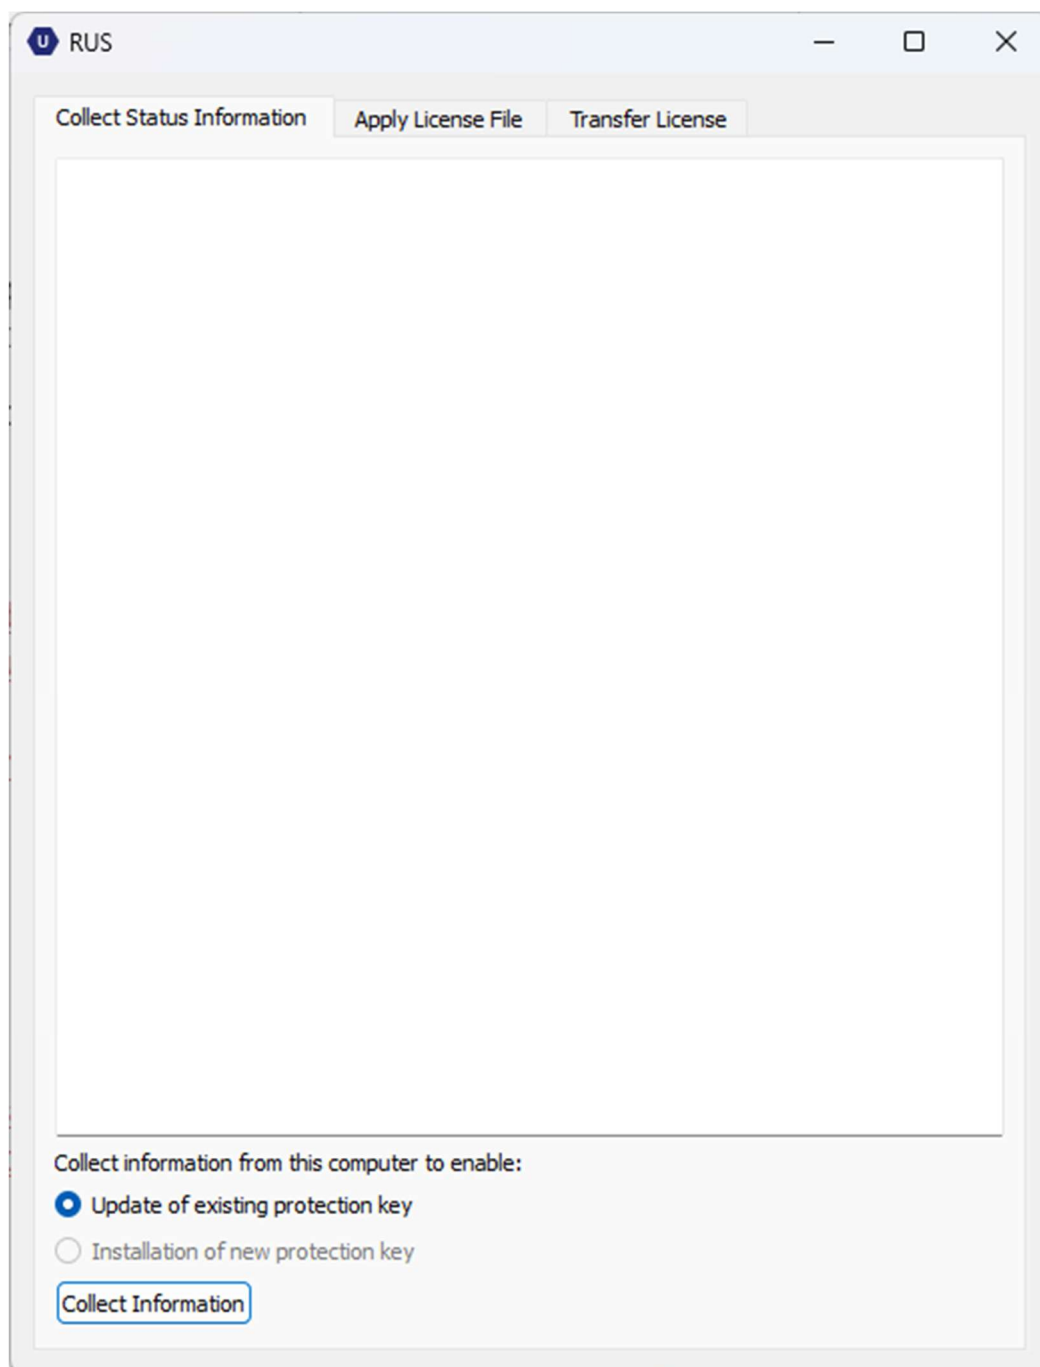 U RUS
Collect Status Information Apply License File Transfer License
Collect information from this computer to enable:
Update of existing protection key
Installation of new protection key
Collect Information